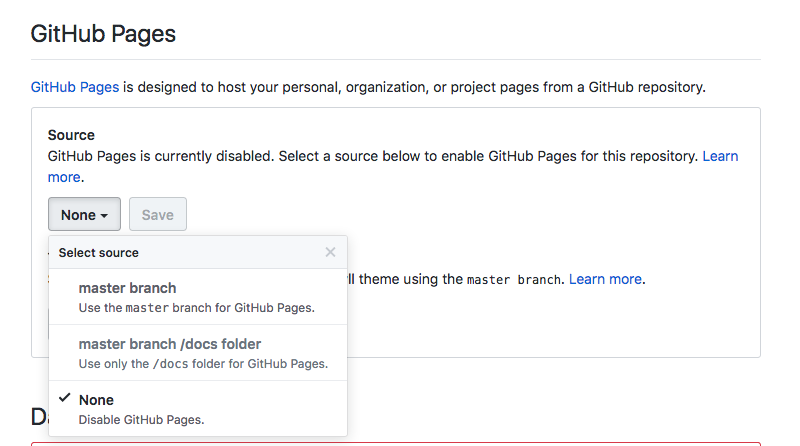 GitHub Pages
GitHub Pages is designed to host your personal, organization, or project pages from a GitHub repository.
Source
GitHub Pages is currently disabled. Select a source below to enable GitHub Pages for this repository. Learn
more.
None
Save
Select source
theme using the master branch. Learn more.
master branch
Use the master branch for GitHub Pages.
master branch /docs folder
Use only the /docs folder for GitHub Pages.
None
Disable GitHub Pages.